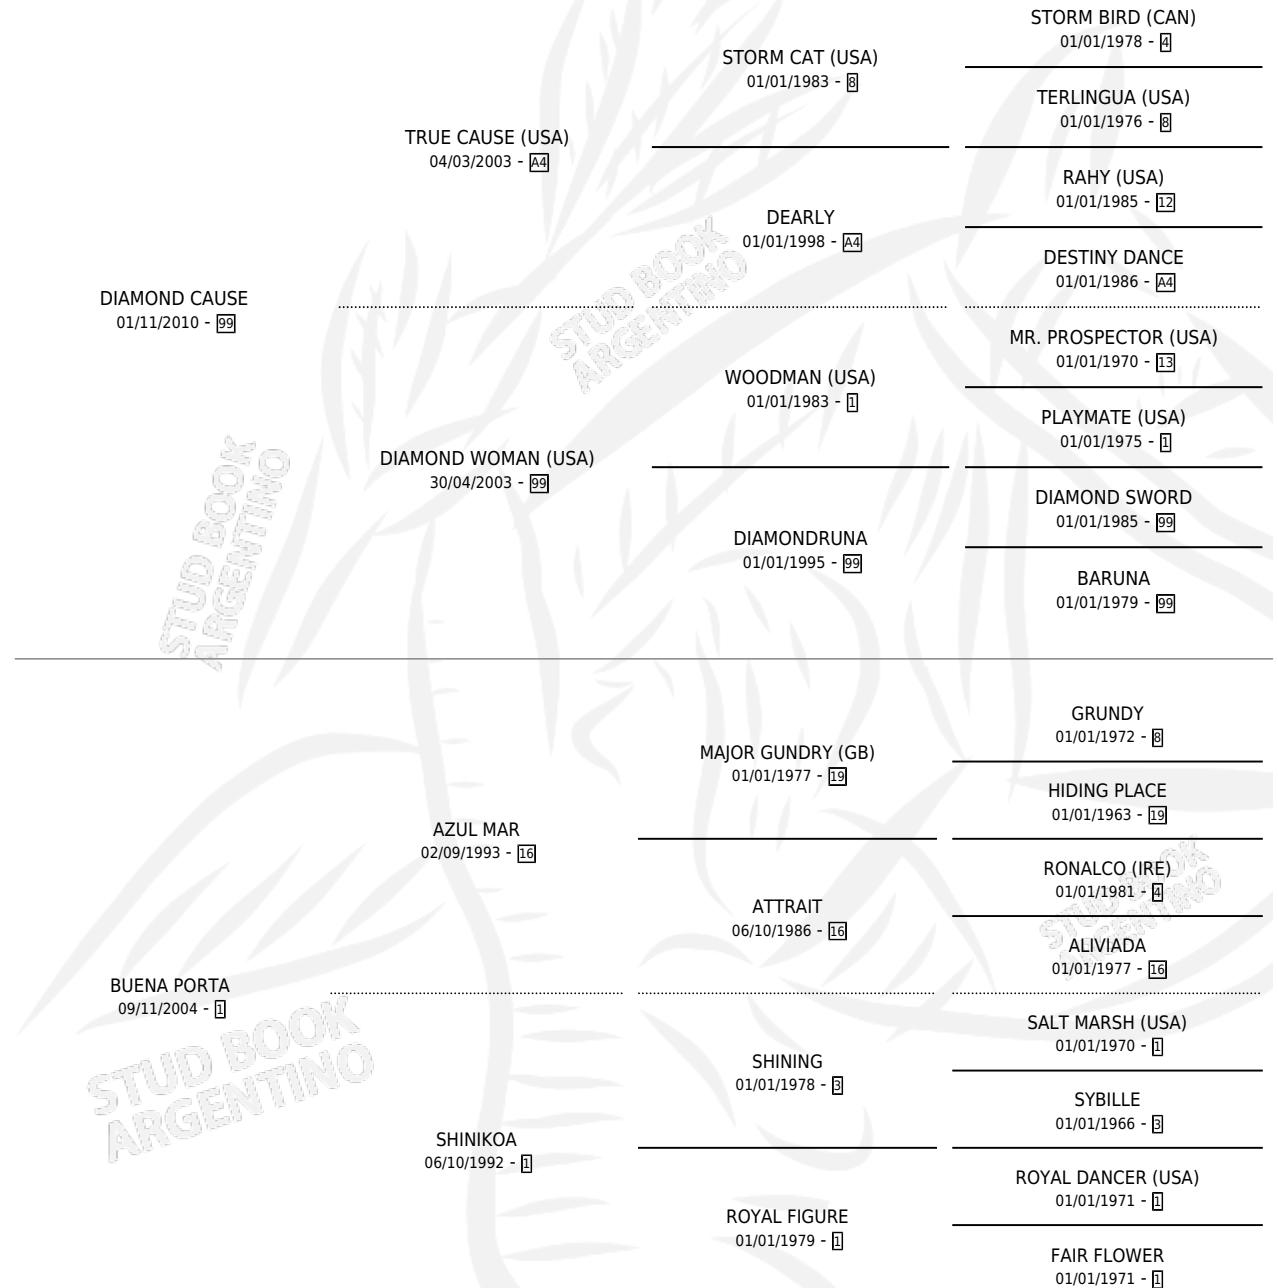 STORM BIRD (CAN)
01/01/1978 - 4
STORM CAT (USA)
01/01/1983 - 8
TERLINGUA (USA)
01/01/1976 - 8
TRUE CAUSE (USA)
04/03/2003 - A4
RAHY (USA)
01/01/1985 - 12
DEARLY
01/01/1998 - A4
DESTINY DANCE
01/01/1986 - A4
DIAMOND CAUSE
01/11/2010 - 99
MR. PROSPECTOR (USA)
01/01/1970 - 13
WOODMAN (USA)
01/01/1983 - 1
PLAYMATE (USA)
01/01/1975 - 1
DIAMOND WOMAN (USA)
30/04/2003 - 99
DIAMOND SWORD
01/01/1985 - 99
DIAMONDRUNA
01/01/1995 - 99
BARUNA
01/01/1979 - 99
GRUNDY
01/01/1972 - 8
MAJOR GUNDRY (GB)
01/01/1977 - 19
HIDING PLACE
01/01/1963 - 19
AZUL MAR
02/09/1993 - 16
RONALCO (IRE)
01/01/1981 - 4
ATTRAIT
06/10/1986 - 16
ALIVIADA
01/01/1977 - 16
BUENA PORTA
09/11/2004 - 1
SALT MARSH (USA)
01/01/1970 - 1
SHINING
01/01/1978 - 3
SYBILLE
01/01/1966 - 3
SHINIKOA
06/10/1992 - 1
ROYAL DANCER (USA)
01/01/1971 - 1
ROYAL FIGURE
01/01/1979 - 1
FAIR FLOWER
01/01/1971 - 1
STUD BOOK
ARGENTINO
STUD BOOK
ARGENTINO
STUD BOOK
ARGENTINO
STUD BOOK
ARGENTINO